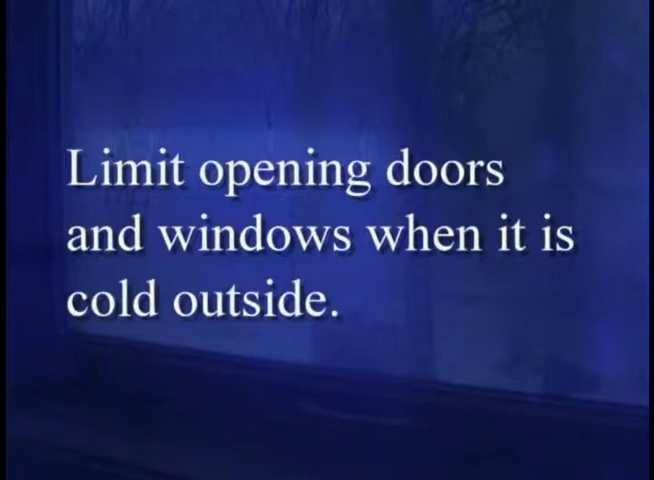 Limit opening doors
and windows when it is
cold outside.